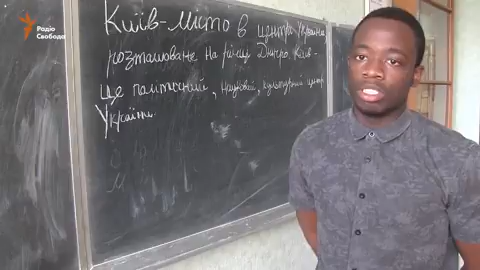 Радіо
Свобода
Київ - місто в центрі України
розташоване на річці Дніпро. Київ -
це політичний, науковий, культурний центр
України.